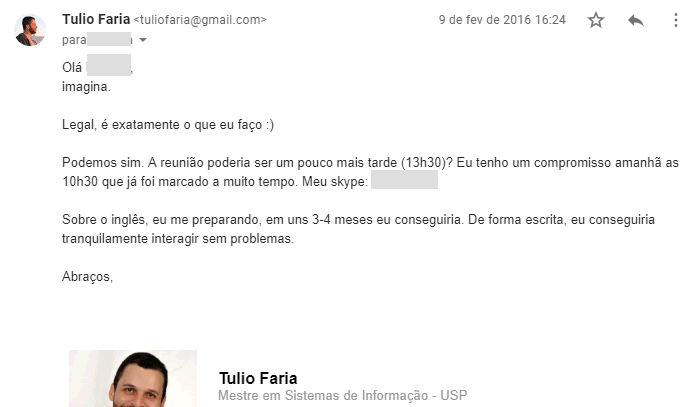 Tulio Faria <tuliofaria@gmail.com> 9 de fev de 2016 16:24
para
Olá ,
imagina.
Legal, é exatamente o que eu faço :)
Podemos sim. A reunião poderia ser um pouco mais tarde (13h30)? Eu tenho um compromisso amanhã as
10h30 que já foi marcado a muito tempo. Meu skype:
Sobre o inglês, eu me preparando, em uns 3-4 meses eu conseguiria. De forma escrita, eu conseguiria
tranquilamente interagir sem problemas.
Abraços,
Tulio Faria
Mestre em Sistemas de Informação - USP